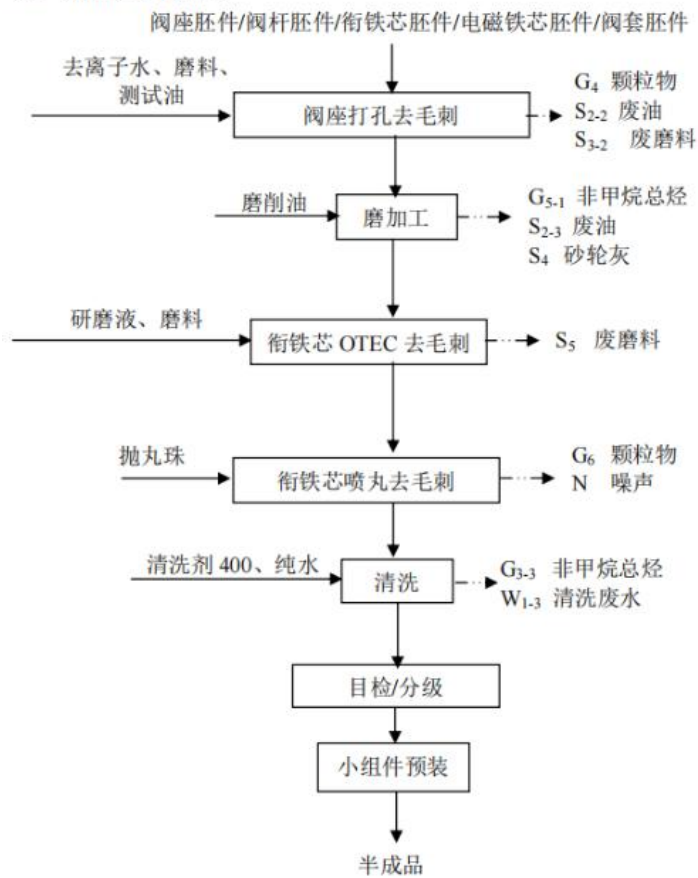 阀座胚件/阀杆胚件/衔铁芯胚件/电磁铁芯胚件/阀套胚件
去离子水、磨料、
测试油
阀座打孔去毛刺
G4 颗粒物
S2-2 废油
S3-2 废磨料
磨削油
磨加工
G5-1 非甲烷总烃
S2-3 废油
S4 砂轮灰
研磨液、磨料
衔铁芯 OTEC 去毛刺
S5 废磨料
抛丸珠
衔铁芯喷丸去毛刺
G6 颗粒物
N 噪声
清洗剂 400、纯水
清洗
G3-3 非甲烷总烃
W1-3 清洗废水
目检/分级
小组件预装
半成品